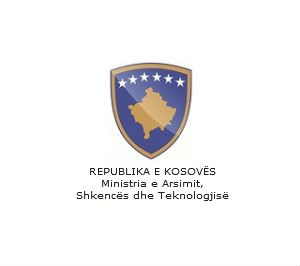 REPUBLIKA E KOSOVËS
Ministria e Arsimit,
Shkencës dhe Teknologjisë